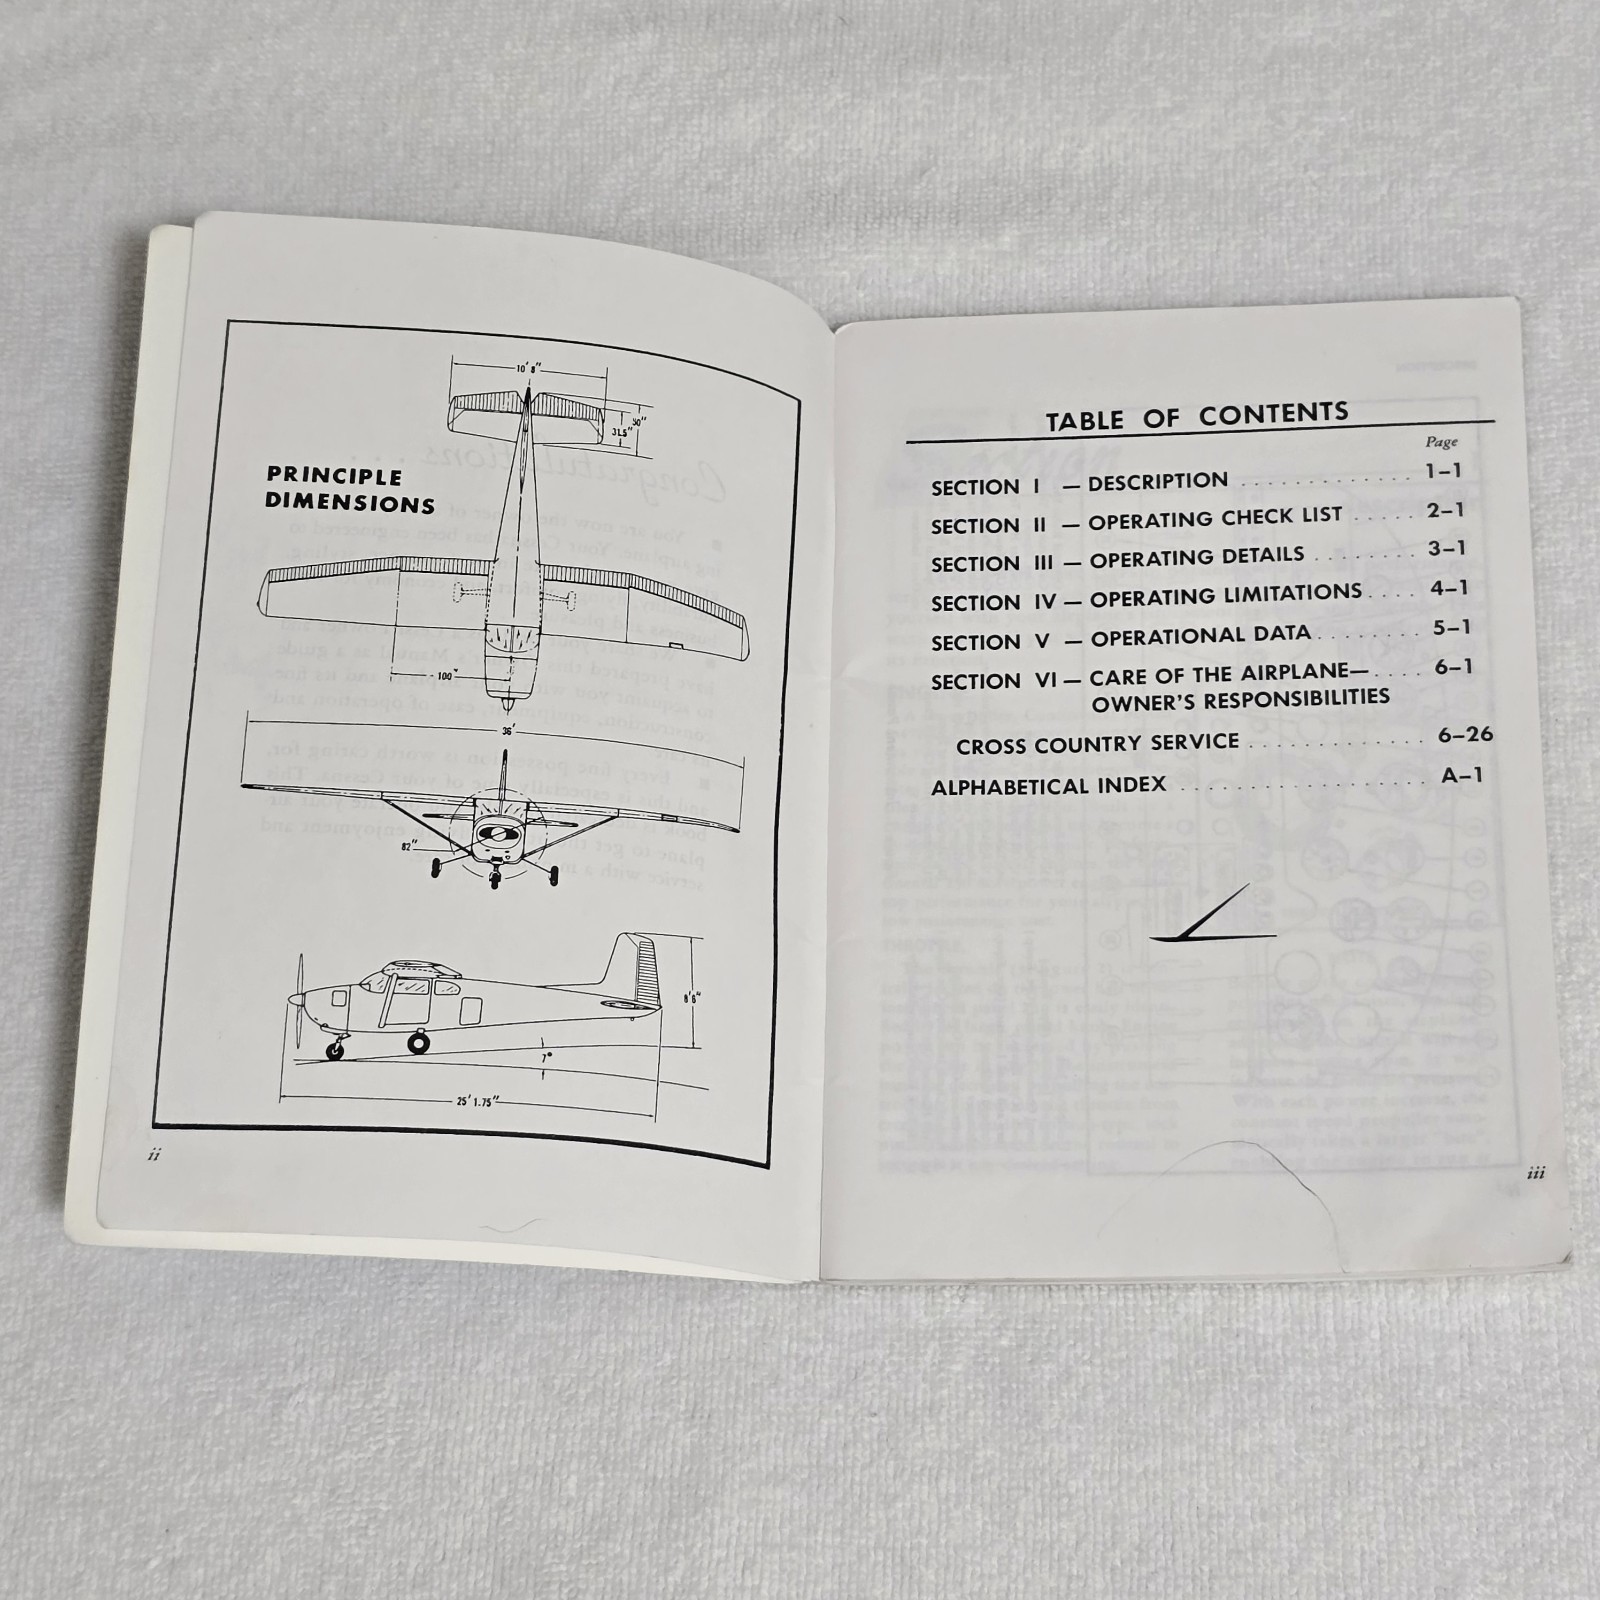 10' 8"
31.5"
PRINCIPLE
DIMENSIONS
100"
36'
82"
8'6"
7°
25' 1.75"
ii
TABLE OF CONTENTS
Page
SECTION I — DESCRIPTION . . . . . . . . . . . . . 1–1
SECTION II — OPERATING CHECK LIST . . . . . 2–1
SECTION III — OPERATING DETAILS . . . . . . . . 3–1
SECTION IV — OPERATING LIMITATIONS . . . . 4–1
SECTION V — OPERATIONAL DATA . . . . . . . . 5–1
SECTION VI — CARE OF THE AIRPLANE— . . . . 6–1
OWNER'S RESPONSIBILITIES
CROSS COUNTRY SERVICE . . . . . . . . . . . . . 6–26
ALPHABETICAL INDEX . . . . . . . . . . . . . . . . . . A–1
iii